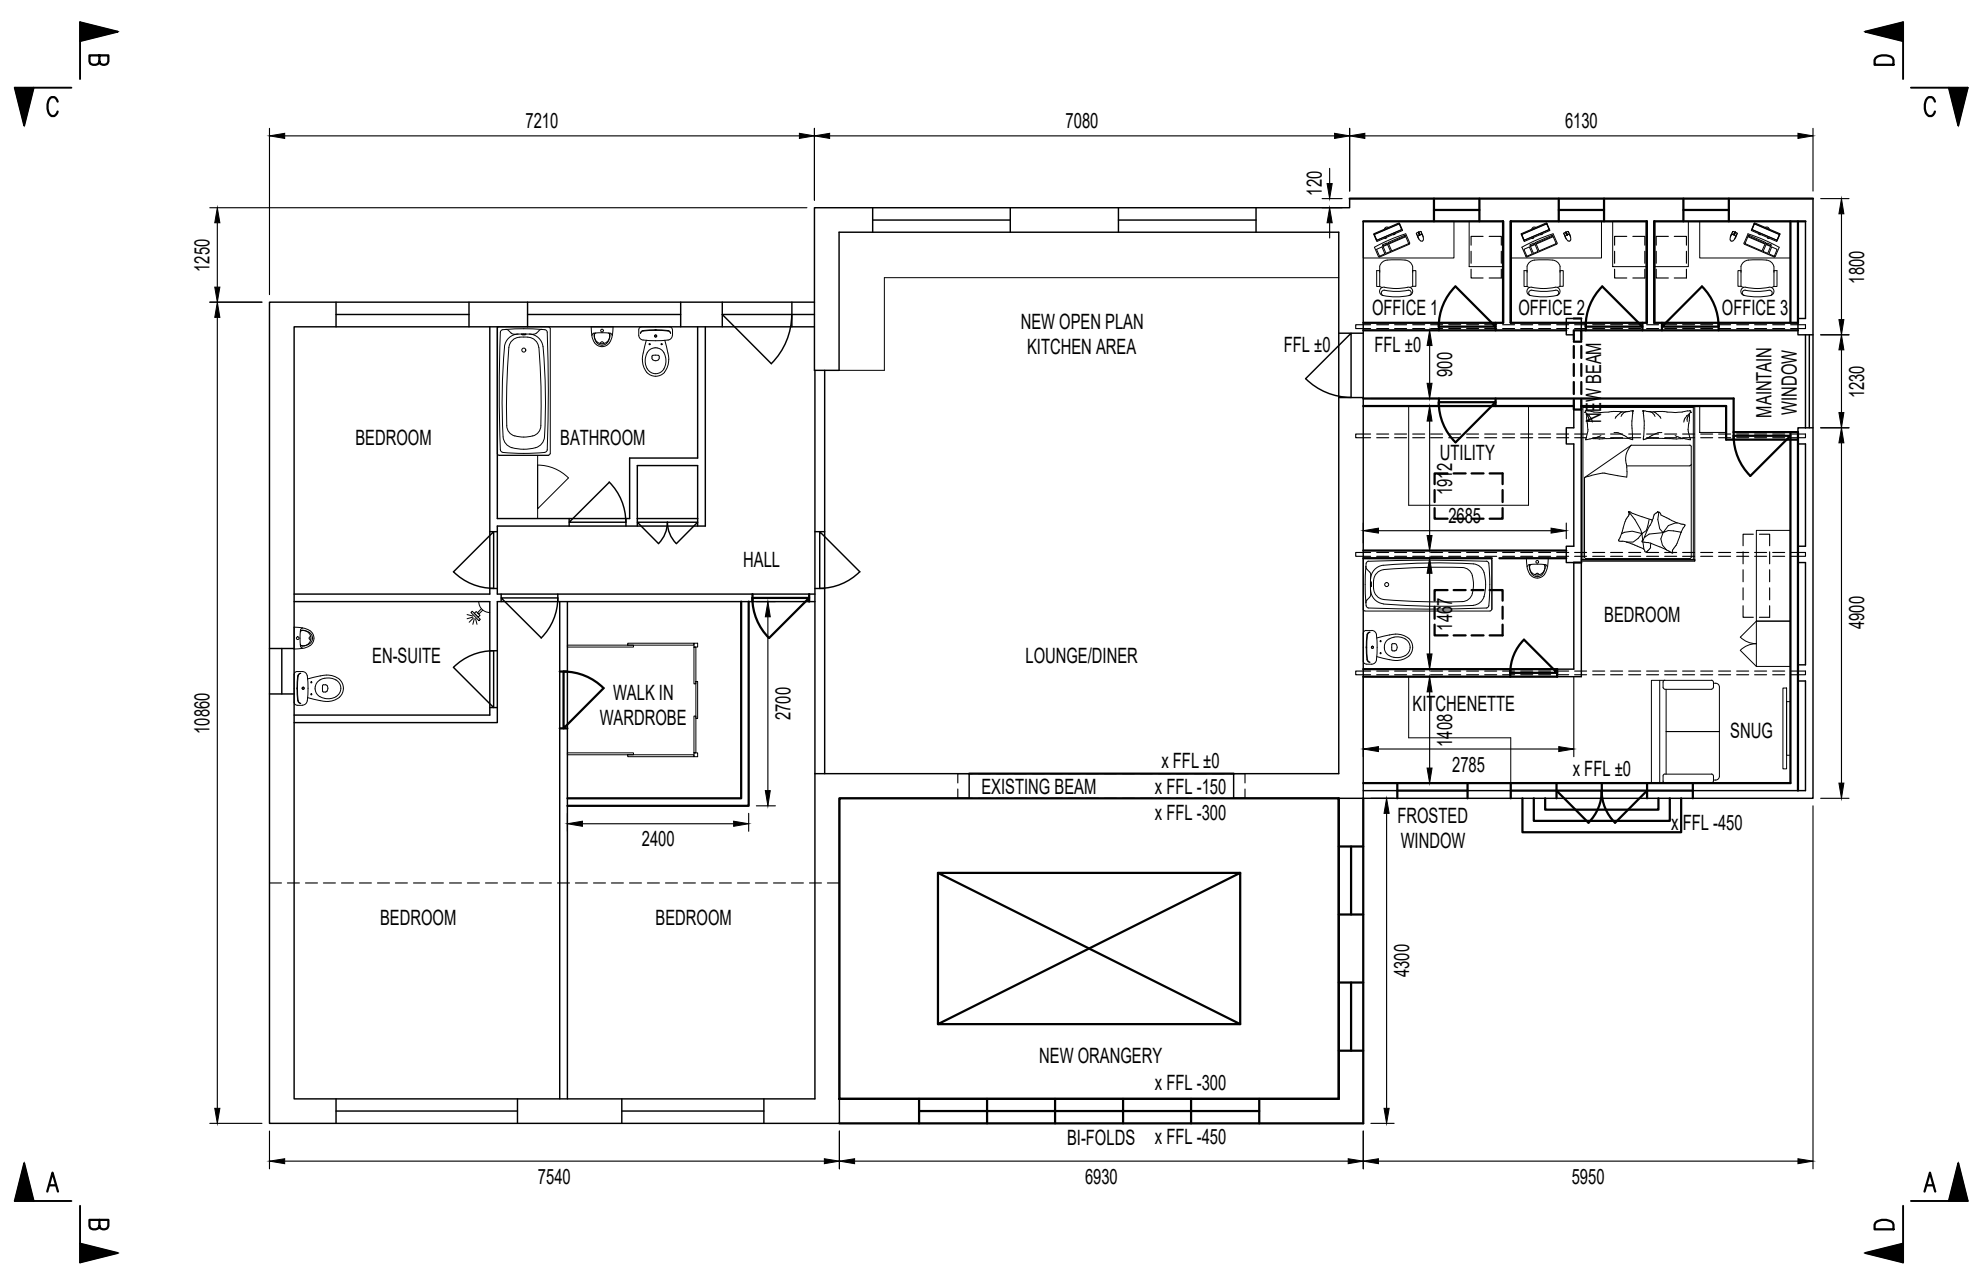 B
D
C
C
7210
7080
6130
120
1250
1800
OFFICE 1
OFFICE 2
OFFICE 3
NEW OPEN PLAN
KITCHEN AREA
FFL ±0
FFL ±0
900
NEW BEAM
MAINTAIN
WINDOW
1230
BEDROOM
BATHROOM
UTILITY
1912
2685
HALL
BEDROOM
1467
4900
EN-SUITE
LOUNGE/DINER
WALK IN
WARDROBE
2700
10860
KITCHENETTE
1408
SNUG
2785
x FFL ±0
x FFL ±0
EXISTING BEAM
x FFL -150
x FFL -300
FROSTED
WINDOW
x FFL -450
2400
BEDROOM
BEDROOM
4300
NEW ORANGERY
x FFL -300
BI-FOLDS
x FFL -450
7540
6930
5950
A
A
B
D